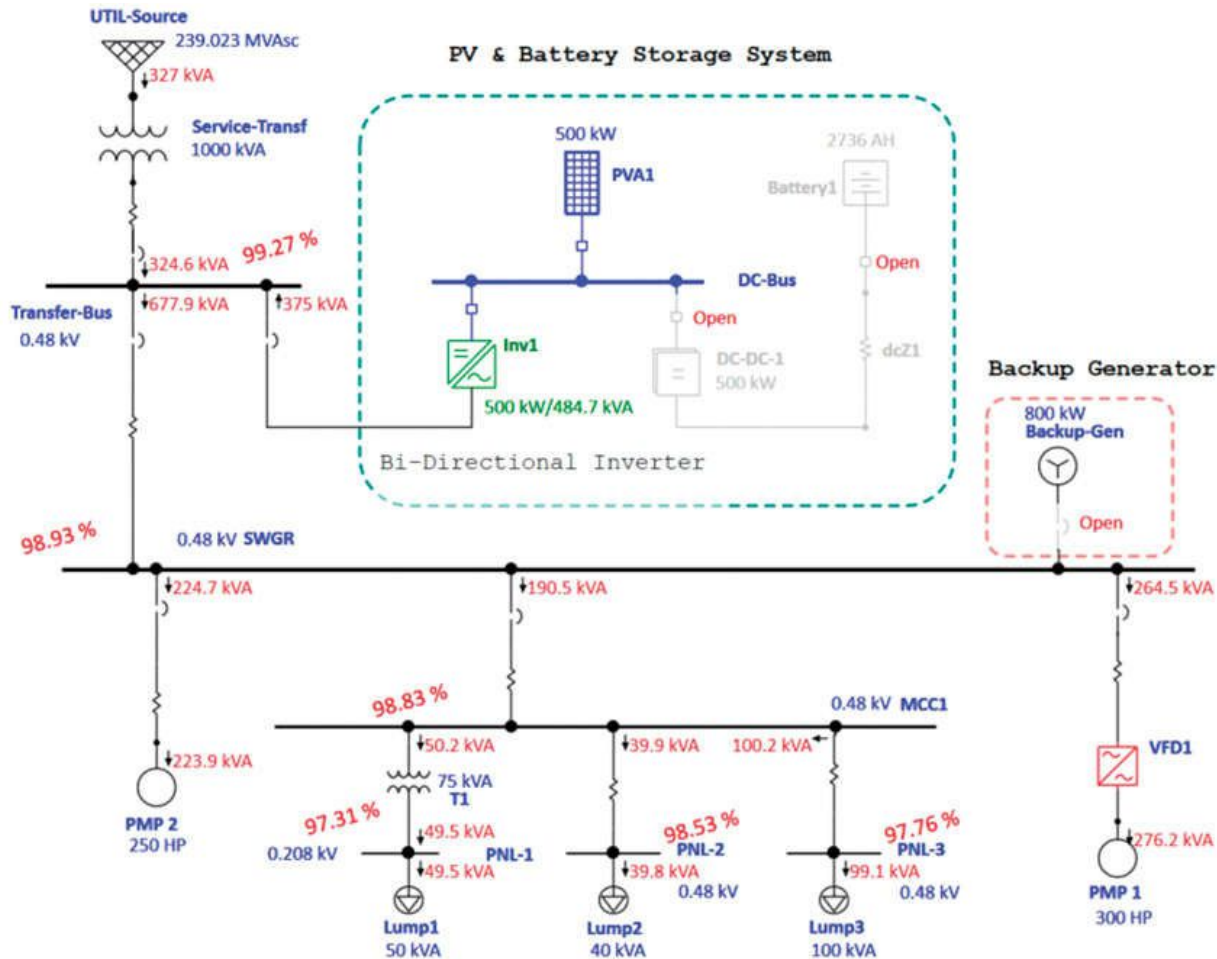 UTIL-Source
239.023 MVAsc
327 kVA
Service-Transf
1000 kVA
99.27 %
324.6 kVA
677.9 kVA
375 kVA
Transfer-Bus
0.48 kV
PV & Battery Storage System
500 kW
PVA1
2736 AH
Battery1
Open
DC-Bus
Open
Inv1
DC-DC-1
500 kW
dcZ1
500 kW/484.7 kVA
Bi-Directional Inverter
Backup Generator
800 kW
Backup-Gen
Open
98.93 %
0.48 kV SWGR
224.7 kVA
190.5 kVA
264.5 kVA
98.83 %
0.48 kV MCC1
50.2 kVA
39.9 kVA
100.2 kVA
75 kVA
T1
VFD1
223.9 kVA
PMP 2
250 HP
97.31 %
49.5 kVA
0.208 kV
PNL-1
49.5 kVA
98.53 %
PNL-2
39.8 kVA
0.48 kV
97.76 %
PNL-3
99.1 kVA
0.48 kV
276.2 kVA
PMP 1
300 HP
Lump1
50 kVA
Lump2
40 kVA
Lump3
100 kVA